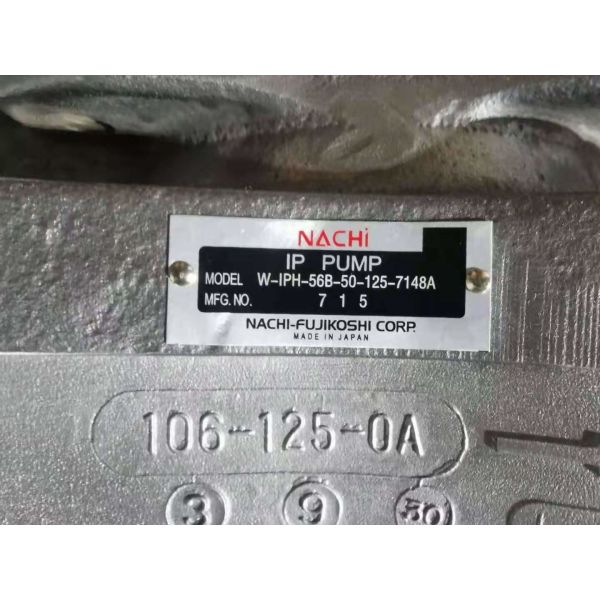 NACHi
IP PUMP
MODEL W-IPH-56B-50-125-7148A
MFG.NO. 7 1 5
NACHI-FUJIKOSHI CORP.
MADE IN JAPAN
106-125-0A
3 9 50